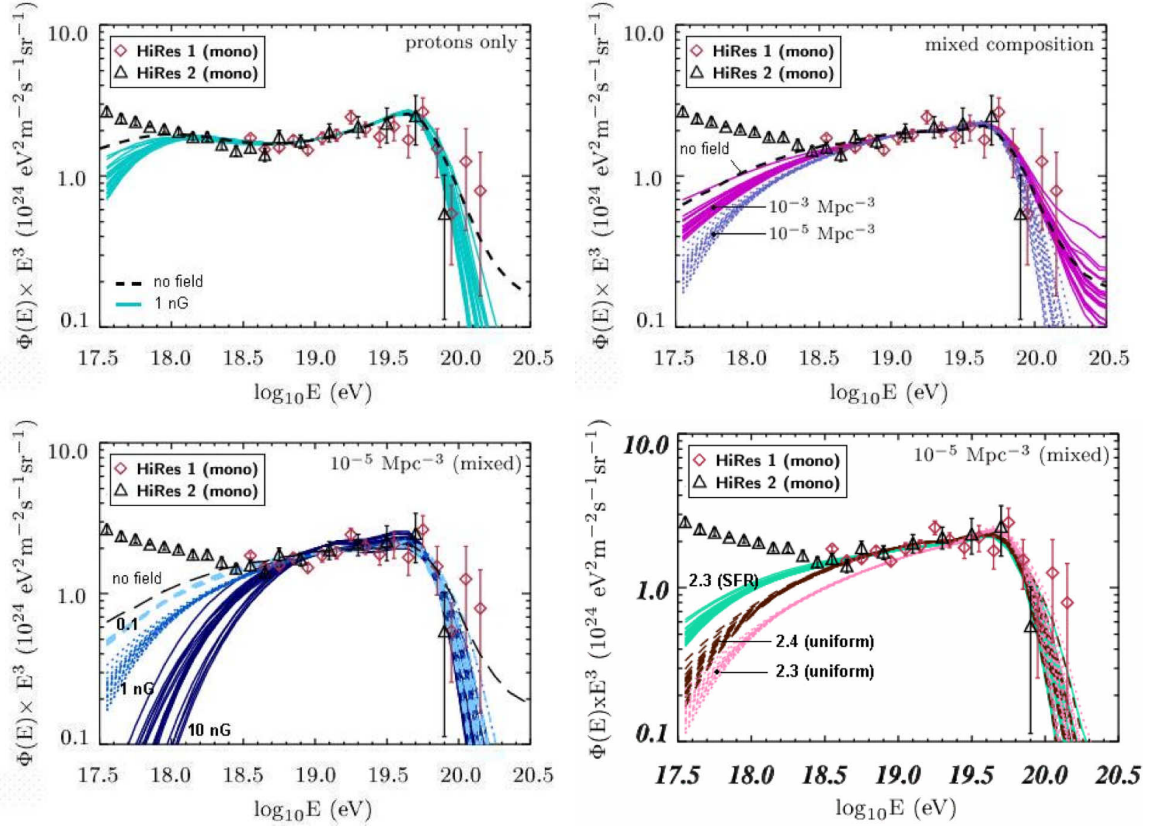 protons only
HiRes 1 (mono)
HiRes 2 (mono)
no field
1 nG
10.0
1.0
0.1
17.5 18.0 18.5 19.0 19.5 20.0 20.5
log₁₀E (eV)
Φ(E)× E³ (10²⁴ eV²m⁻²s⁻¹sr⁻¹)
mixed composition
HiRes 1 (mono)
HiRes 2 (mono)
no field
10⁻³ Mpc⁻³
10⁻⁵ Mpc⁻³
10.0
1.0
0.1
17.5 18.0 18.5 19.0 19.5 20.0 20.5
log₁₀E (eV)
Φ(E)× E³ (10²⁴ eV²m⁻²s⁻¹sr⁻¹)
10⁻⁵ Mpc⁻³ (mixed)
HiRes 1 (mono)
HiRes 2 (mono)
no field
0.1
1 nG
10 nG
10.0
1.0
0.1
17.5 18.0 18.5 19.0 19.5 20.0 20.5
log₁₀E (eV)
Φ(E)× E³ (10²⁴ eV²m⁻²s⁻¹sr⁻¹)
10⁻⁵ Mpc⁻³ (mixed)
HiRes 1 (mono)
HiRes 2 (mono)
2.3 (SFR)
2.4 (uniform)
2.3 (uniform)
10.0
1.0
0.1
17.5 18.0 18.5 19.0 19.5 20.0 20.5
log₁₀E (eV)
Φ(E)xE³ (10²⁴ eV²m⁻²s⁻¹sr⁻¹)